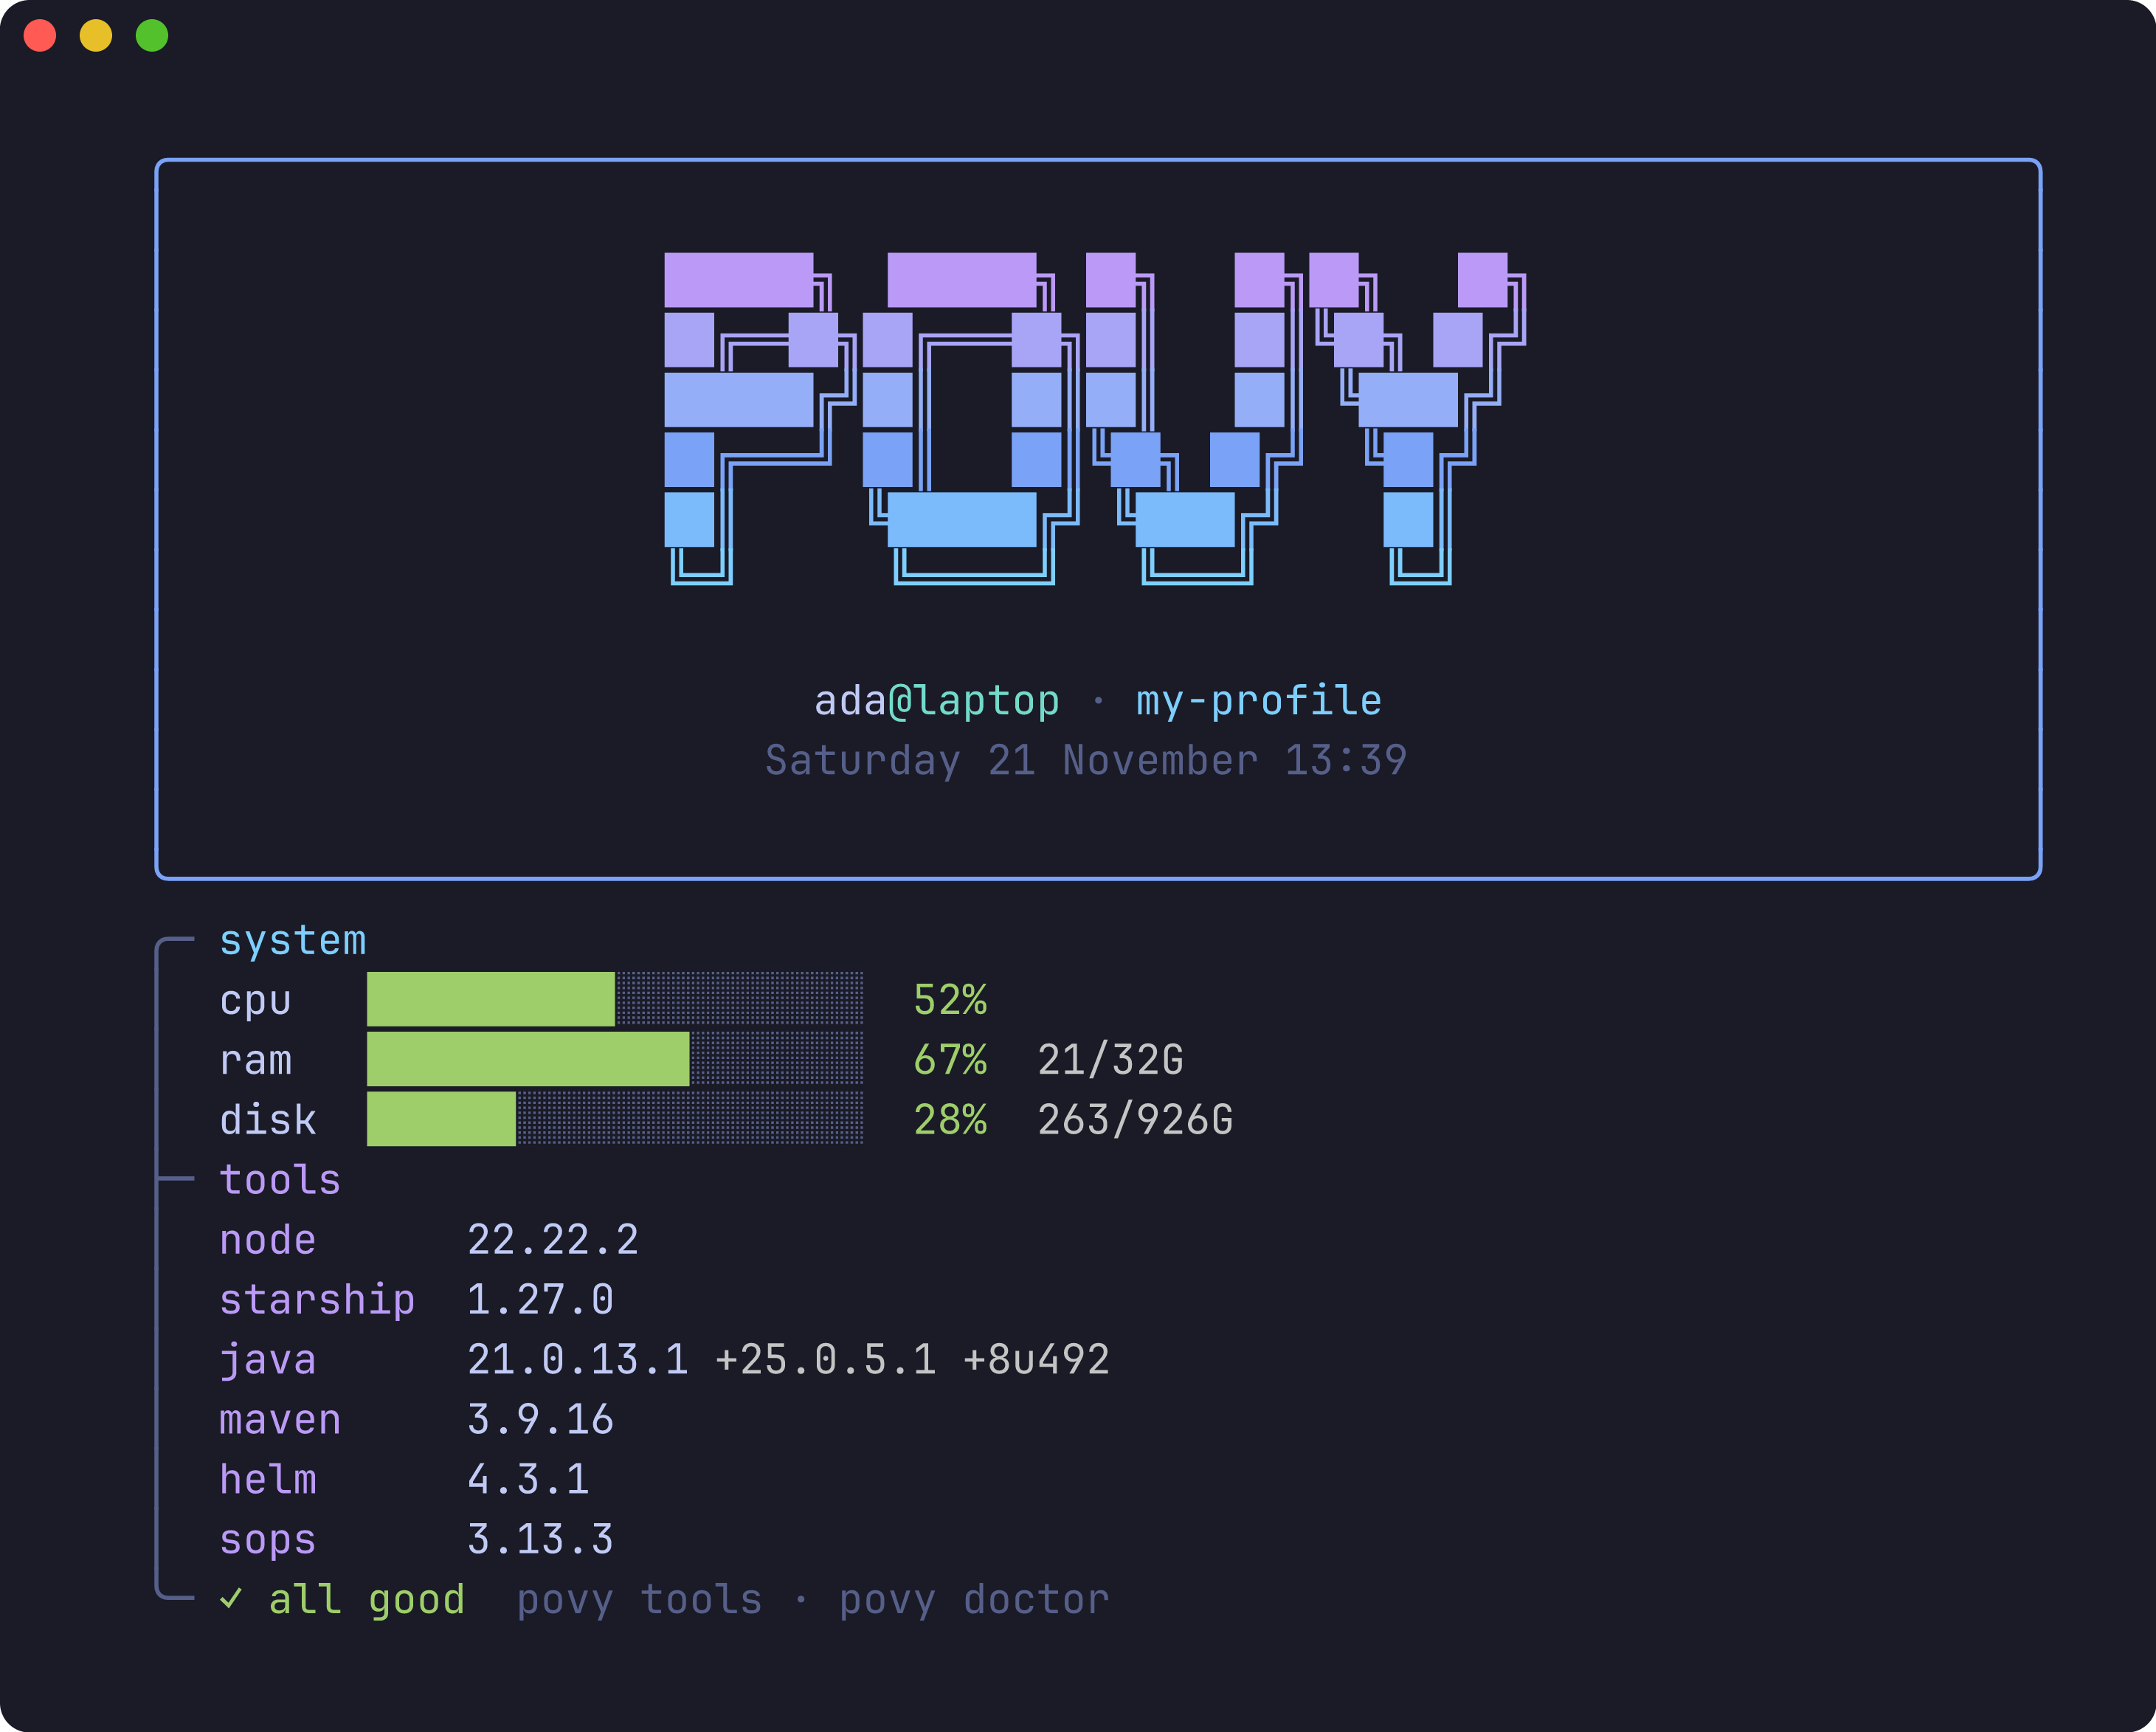 POVY
ada@laptop · my-profile
Saturday 21 November 13:39
system
cpu 52%
ram 67% 21/32G
disk 28% 263/926G
tools
node 22.22.2
starship 1.27.0
java 21.0.13.1 +25.0.5.1 +8u492
maven 3.9.16
helm 4.3.1
sops 3.13.3
✓ all good povy tools · povy doctor